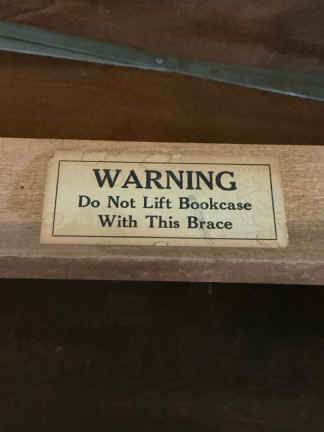 WARNING
Do Not Lift Bookcase
With This Brace